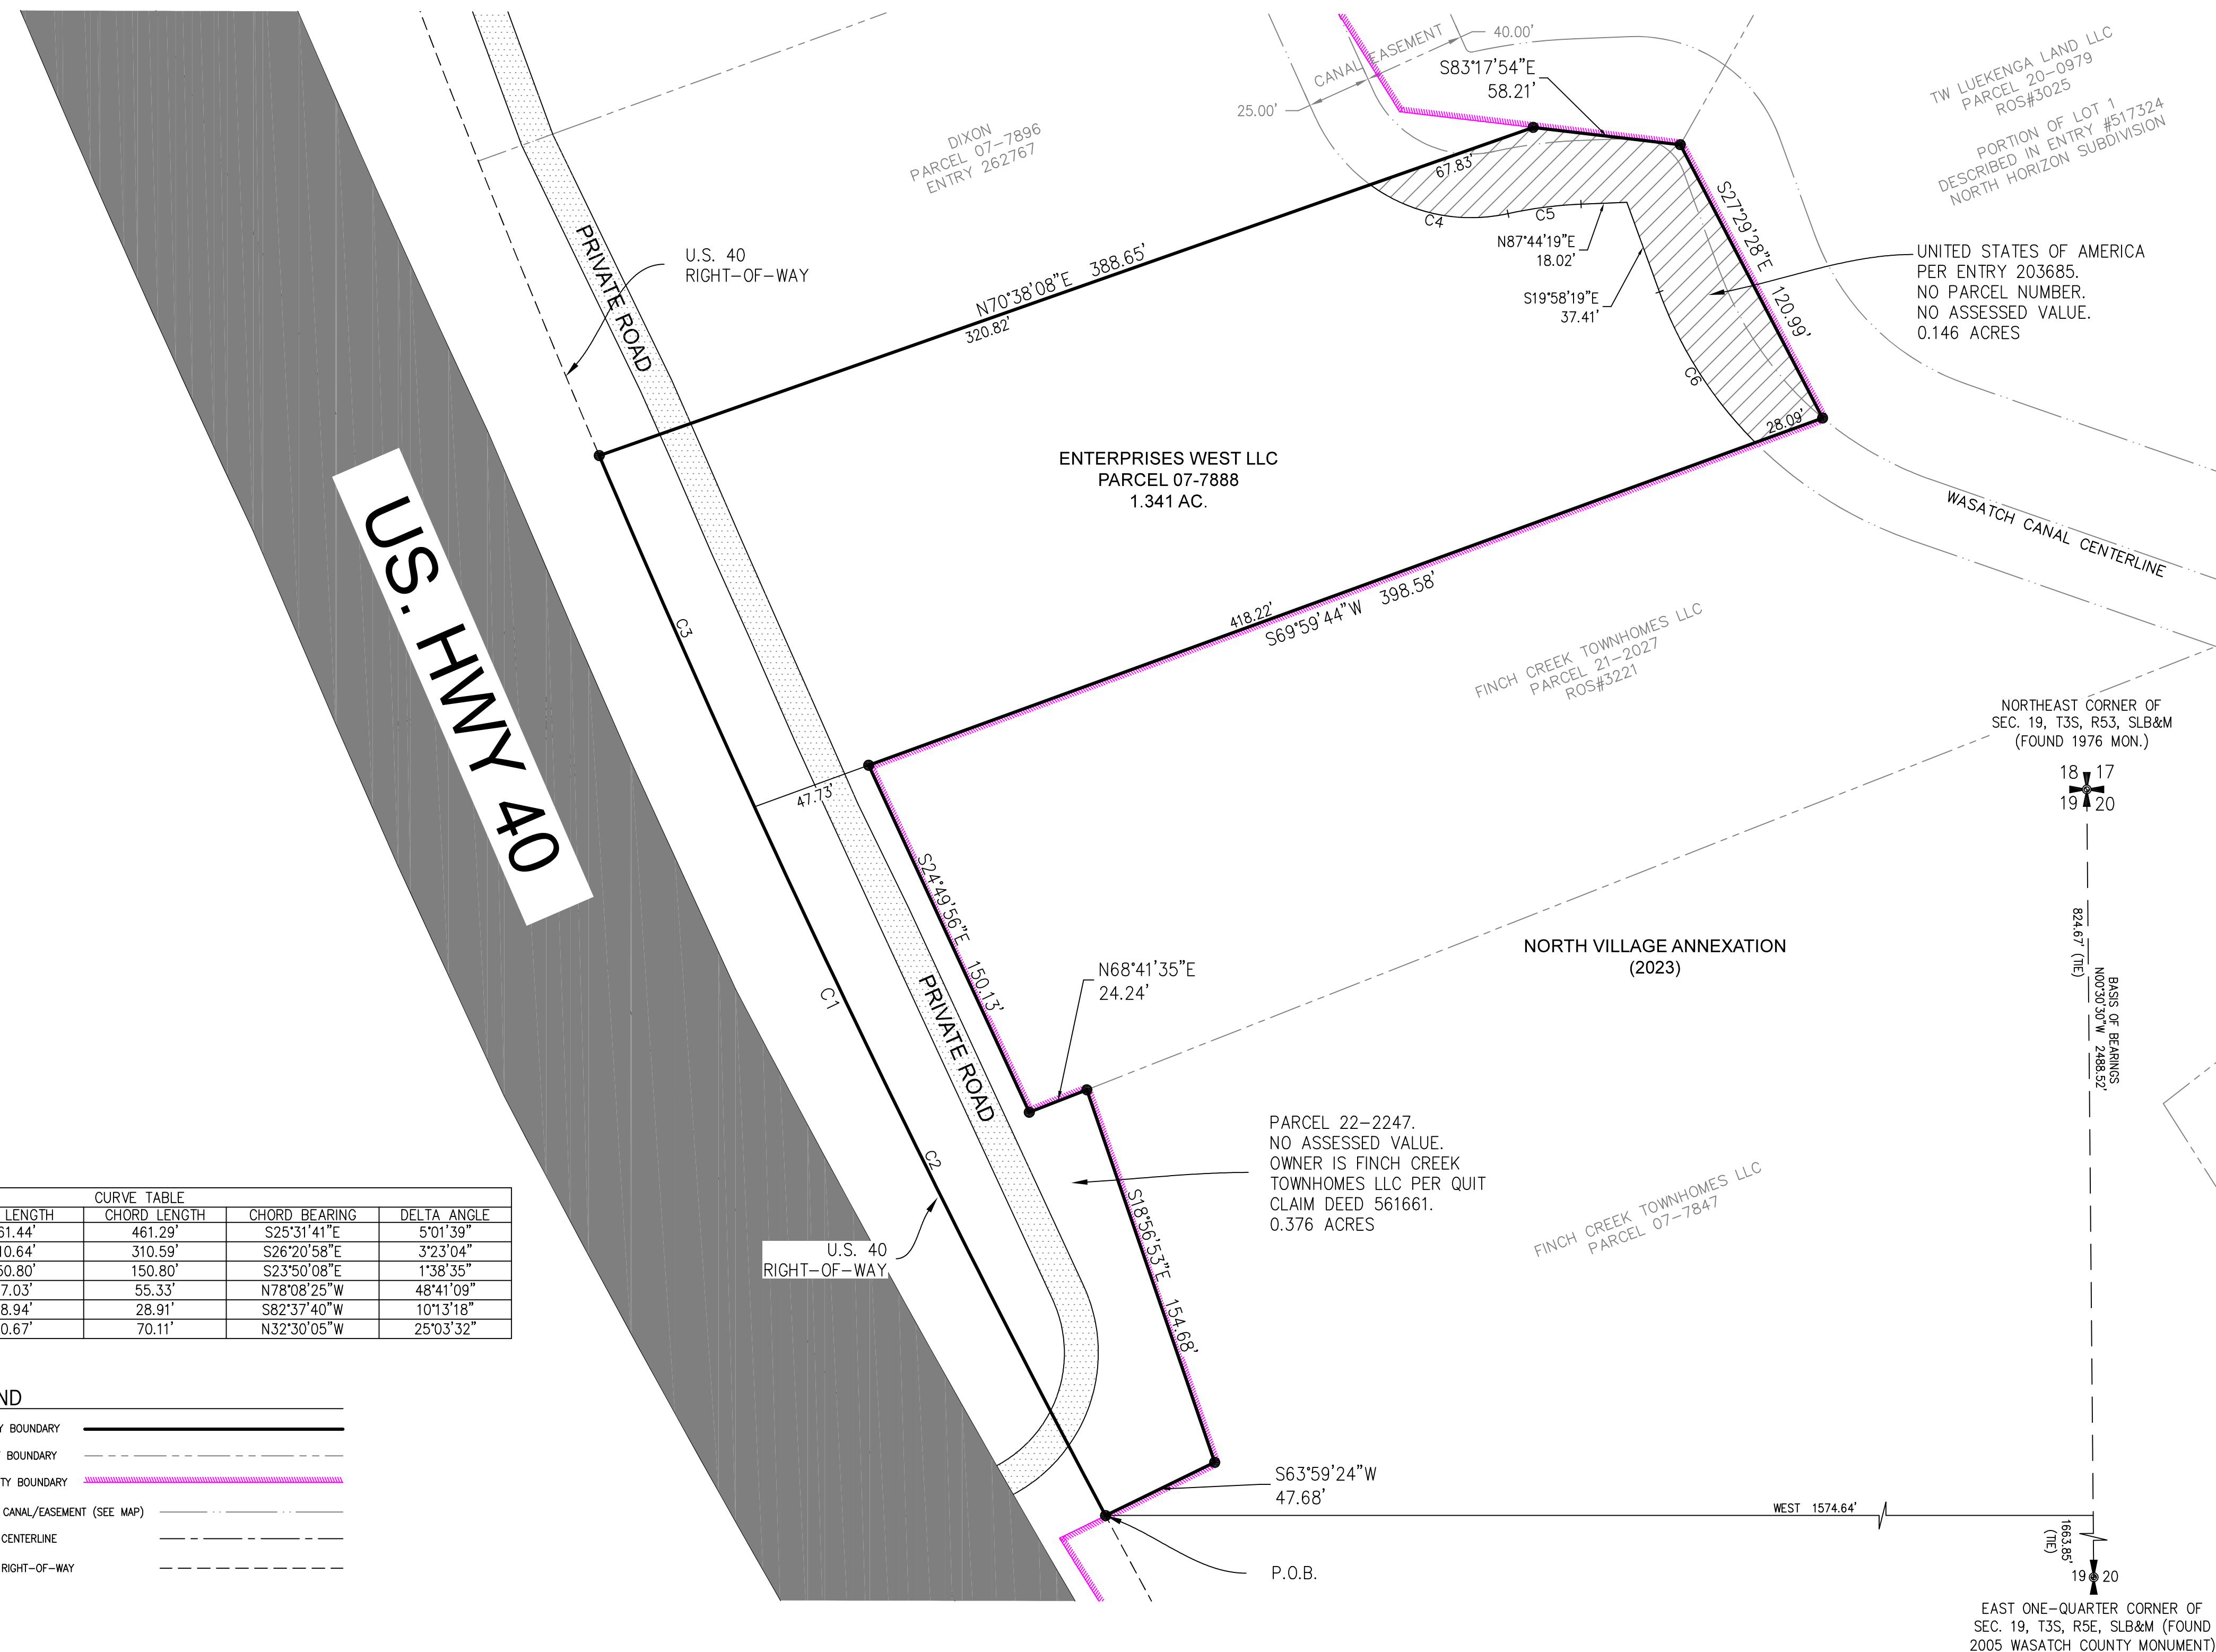 CANAL EASEMENT
40.00'
25.00'
S83°17'54"E
58.21'
TW LUEKENGA LAND LLC
PARCEL 20-0979
ROS#3025
PORTION OF LOT 1
DESCRIBED IN ENTRY #517324
NORTH HORIZON SUBDIVISION
DIXON
PARCEL 07-7896
ENTRY 262767
67.83'
C4
C5
N87°44'19"E
18.02'
S19°58'19"E
37.41'
S27°29'28"E 120.99'
UNITED STATES OF AMERICA
PER ENTRY 203685.
NO PARCEL NUMBER.
NO ASSESSED VALUE.
0.146 ACRES
PRIVATE ROAD
U.S. 40
RIGHT-OF-WAY
N70°38'08"E 388.65'
320.82'
C6
28.09'
ENTERPRISES WEST LLC
PARCEL 07-7888
1.341 AC.
WASATCH CANAL CENTERLINE
US. HWY 40
C3
418.22'
S69°59'44"W 398.58'
FINCH CREEK TOWNHOMES LLC
PARCEL 21-2027
ROS#3221
NORTHEAST CORNER OF
SEC. 19, T3S, R53, SLB&M
(FOUND 1976 MON.)
18 17
19 20
47.73'
S24°49'56"E 150.13'
824.67' (TIE)
BASIS OF BEARINGS
N00°30'30"W 2488.52'
NORTH VILLAGE ANNEXATION
(2023)
N68°41'35"E
24.24'
C1
PRIVATE ROAD
C2
PARCEL 22-2247.
NO ASSESSED VALUE.
OWNER IS FINCH CREEK
TOWNHOMES LLC PER QUIT
CLAIM DEED 561661.
0.376 ACRES
S18°56'53"E 154.68'
FINCH CREEK TOWNHOMES LLC
PARCEL 07-7847
U.S. 40
RIGHT-OF-WAY
CURVE TABLE
LENGTH CHORD LENGTH CHORD BEARING DELTA ANGLE
61.44' 461.29' S25°31'41"E 5°01'39"
10.64' 310.59' S26°20'58"E 3°23'04"
50.80' 150.80' S23°50'08"E 1°38'35"
7.03' 55.33' N78°08'25"W 48°41'09"
8.94' 28.91' S82°37'40"W 10°13'18"
0.67' 70.11' N32°30'05"W 25°03'32"
ND
Y BOUNDARY
BOUNDARY
TY BOUNDARY
CANAL/EASEMENT (SEE MAP)
CENTERLINE
RIGHT-OF-WAY
S63°59'24"W
47.68'
P.O.B.
WEST 1574.64'
1663.85'
(TIE)
19 20
EAST ONE-QUARTER CORNER OF
SEC. 19, T3S, R5E, SLB&M (FOUND
2005 WASATCH COUNTY MONUMENT)